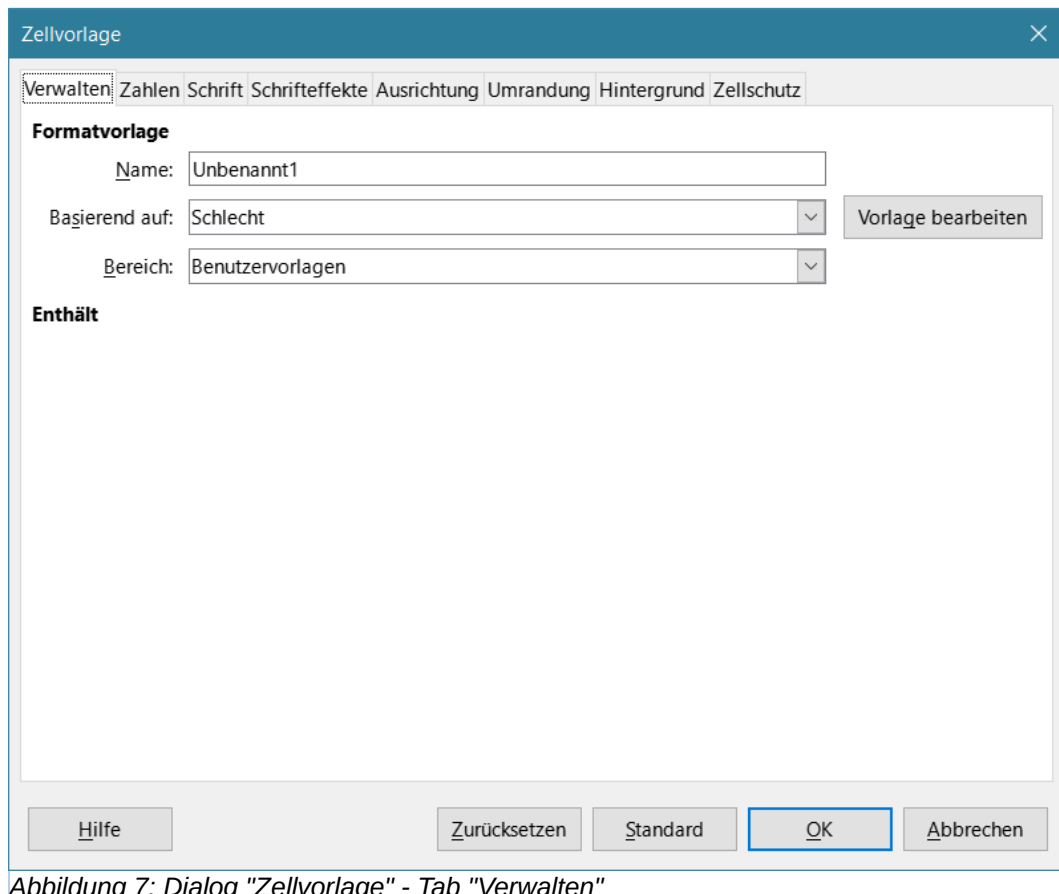 Zellvorlage
Verwalten Zahlen Schrift Schrifteffekte Ausrichtung Umrandung Hintergrund Zellschutz
Formatvorlage
Name: Unbenannt1
Basierend auf: Schlecht Vorlage bearbeiten
Bereich: Benutzervorlagen
Enthält
Hilfe Zurücksetzen Standard OK Abbrechen
Abbildung 7: Dialog "Zellvorlage" - Tab "Verwalten"